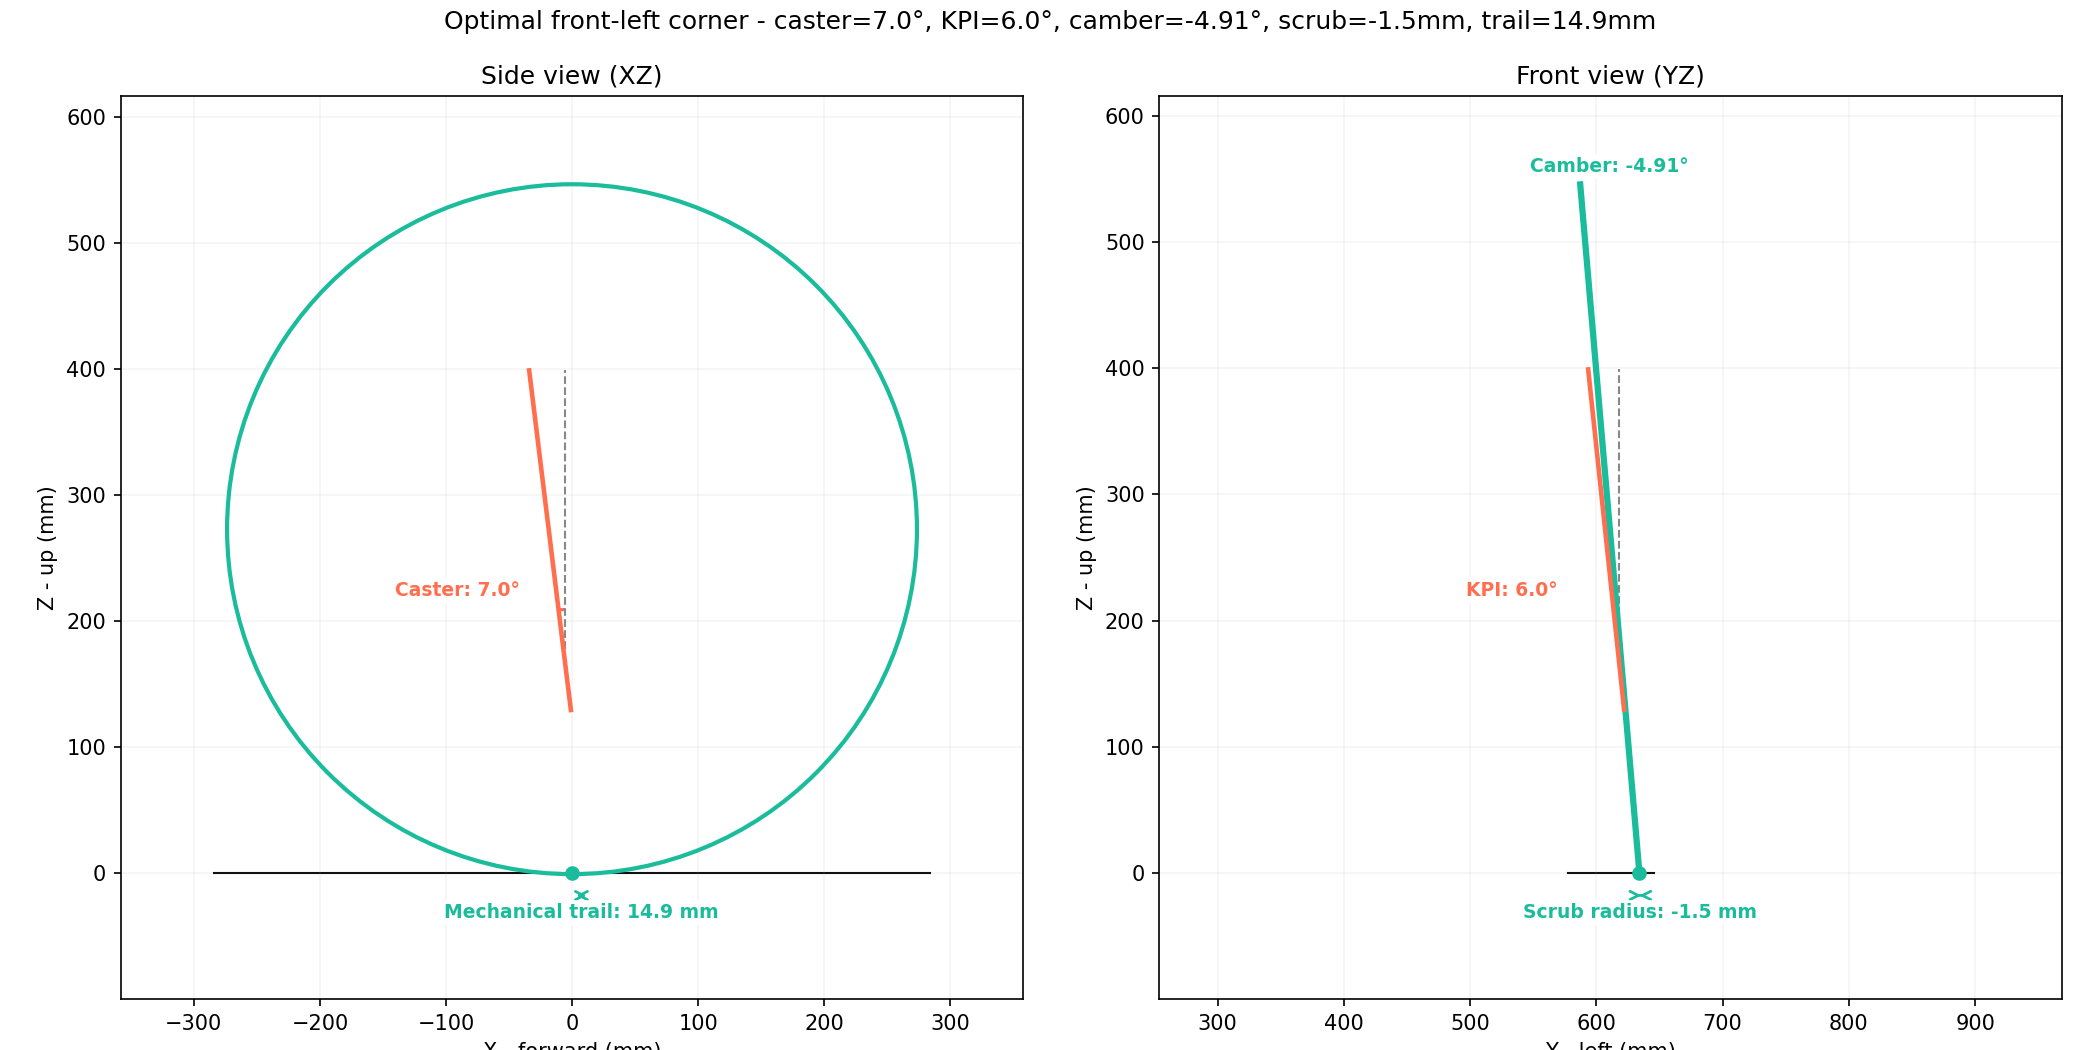 Optimal front-left corner - caster=7.0°, KPI=6.0°, camber=-4.91°, scrub=-1.5mm, trail=14.9mm
Side view (XZ)
600
500
400
300
200
100
0
Z - up (mm)
Caster: 7.0°
Mechanical trail: 14.9 mm
−300
−200
−100
0
100
200
300
X - forward (mm)
Front view (YZ)
600
500
400
300
200
100
0
Z - up (mm)
Camber: -4.91°
KPI: 6.0°
Scrub radius: -1.5 mm
300
400
500
600
700
800
900
Y - left (mm)